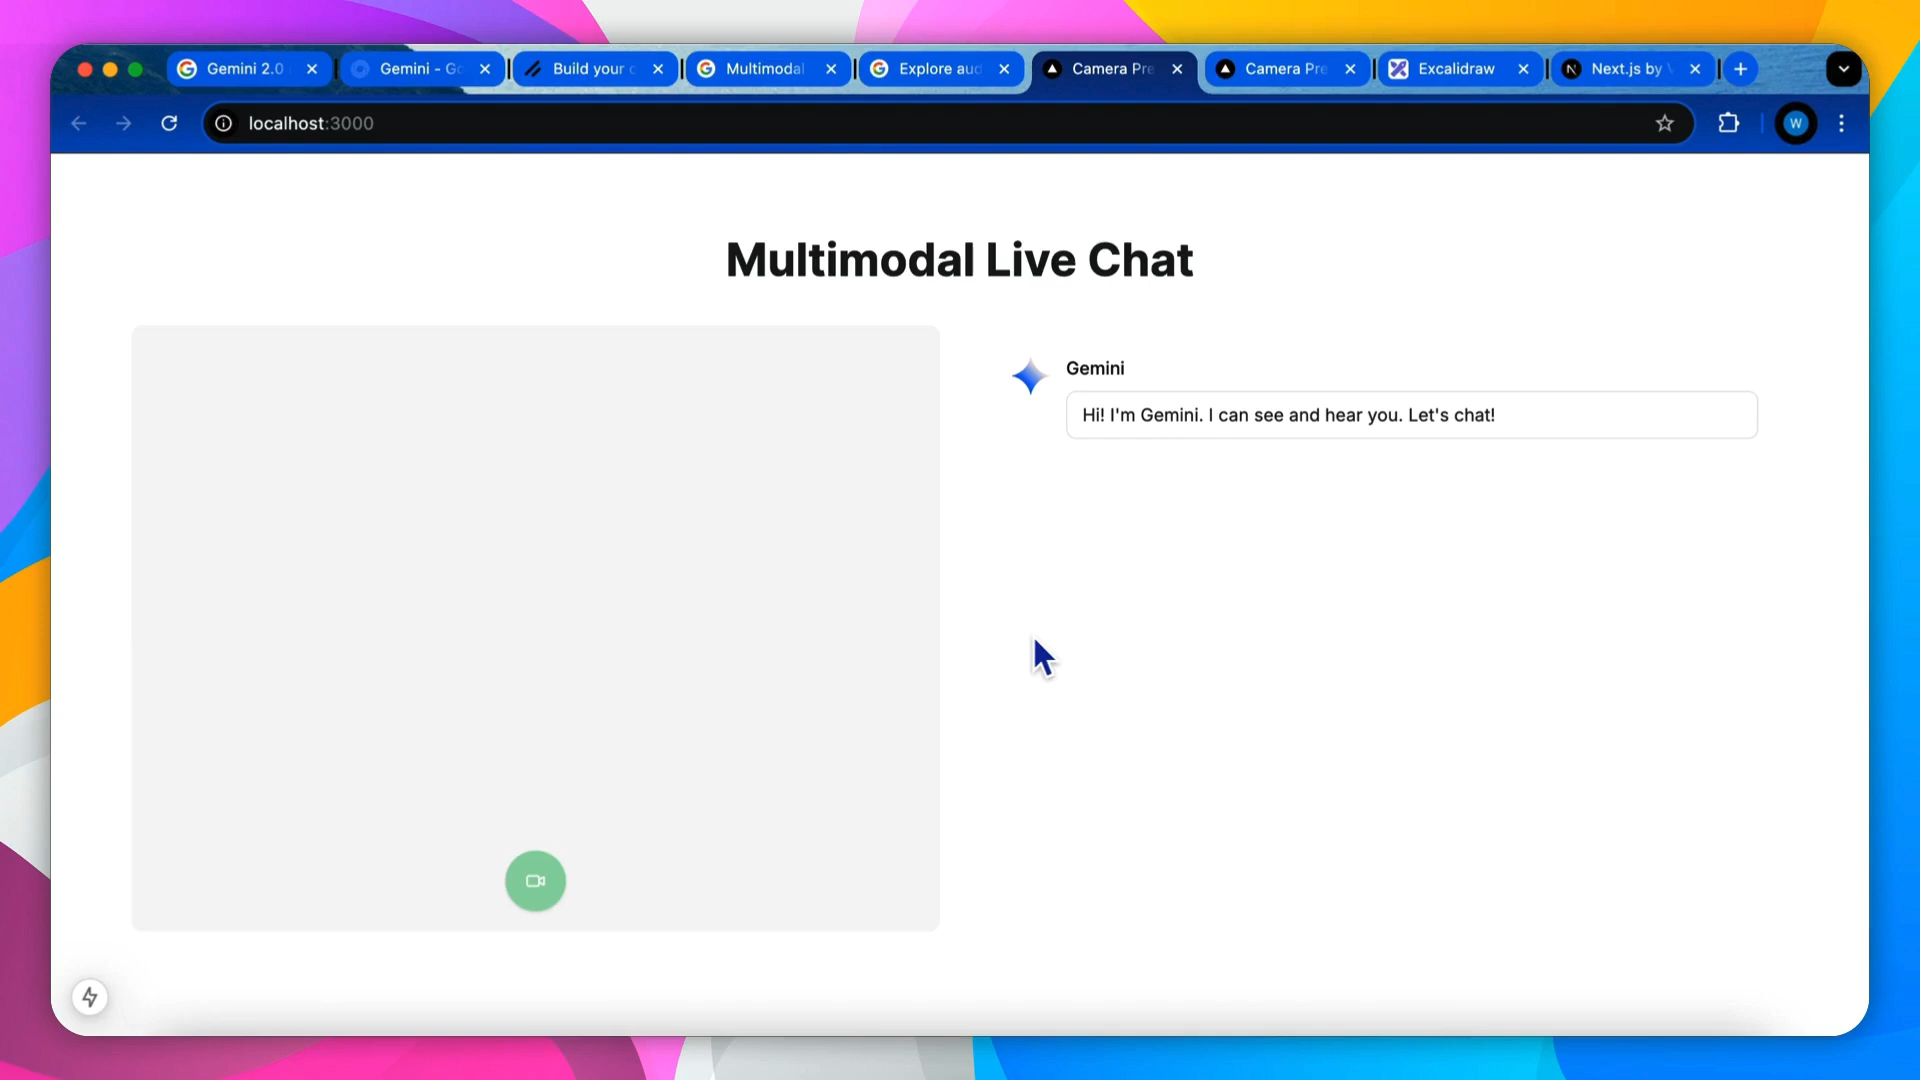 Gemini 2.0
Gemini - Go
Build your
Multimodal
Explore aud
Camera Pre
Camera Pre
Excalidraw
Next.js by
localhost:3000
W
Multimodal Live Chat
Gemini
Hi! I'm Gemini. I can see and hear you. Let's chat!